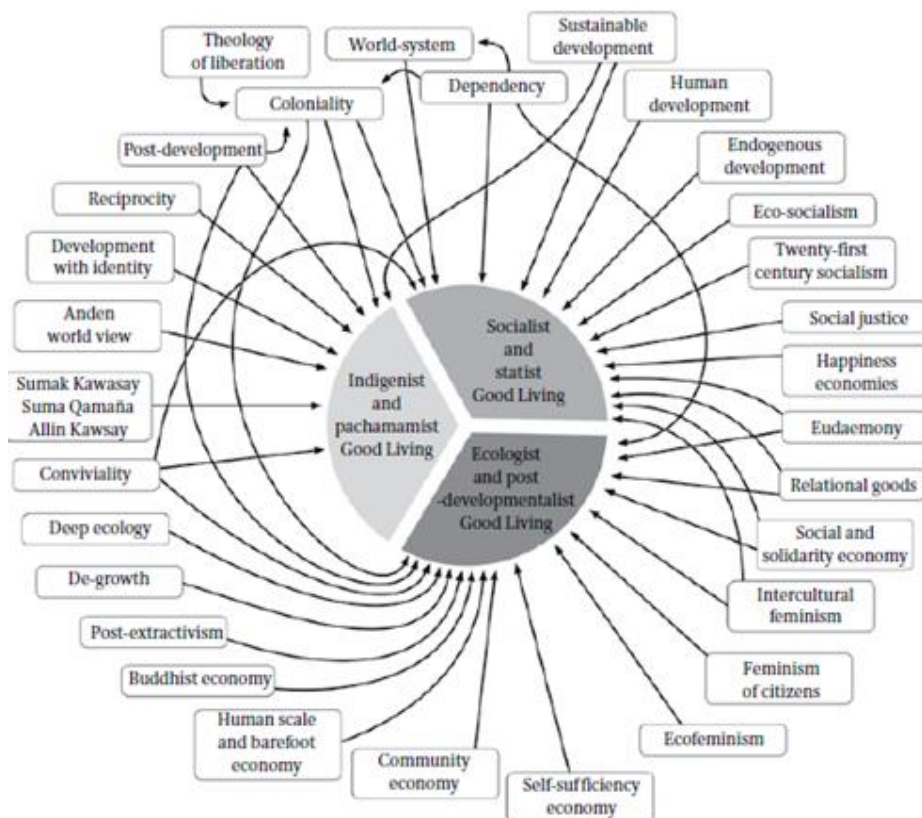 Theology
of liberation
World-system
Sustainable
development
Coloniality
Dependency
Human
development
Post-development
Endogenous
development
Reciprocity
Eco-socialism
Development
with identity
Twenty-first
century socialism
Anden
world view
Social justice
Socialist
and
statist
Good Living
Happiness
economies
Sumak Kawasay
Suma Qamaña
Allin Kawsay
Indigenist
and
pachamamist
Good Living
Eudaemony
Conviviality
Ecologist
and post
-developmentalist
Good Living
Relational goods
Deep ecology
Social and
solidarity economy
De-growth
Intercultural
feminism
Post-extractivism
Buddhist economy
Feminism
of citizens
Human scale
and barefoot
economy
Community
economy
Ecofeminism
Self-sufficiency
economy